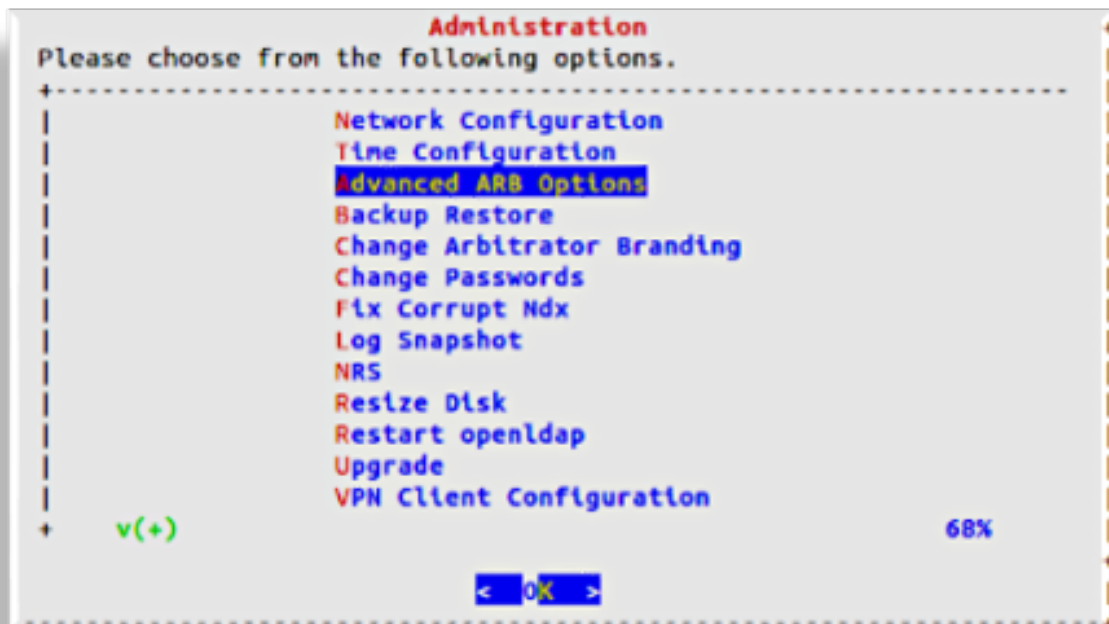 Administration
Please choose from the following options.
Network Configuration
Time Configuration
Advanced ARB Options
Backup Restore
Change Arbitrator Branding
Change Passwords
Fix Corrupt Ndx
Log Snapshot
NRS
Resize Disk
Restart openldap
Upgrade
VPN Client Configuration
v(+) 68%
< OK >